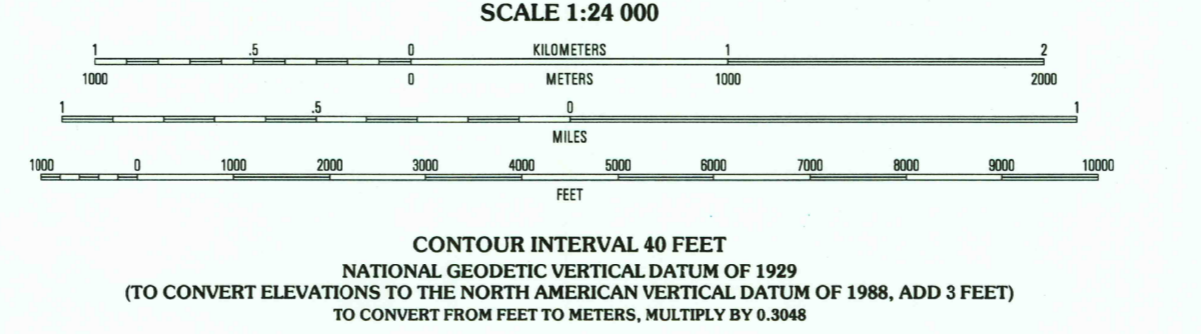 SCALE 1:24 000
1 .5 0 KILOMETERS 1 2
1000 0 METERS 1000 2000
1 .5 0 1
MILES
1000 0 1000 2000 3000 4000 5000 6000 7000 8000 9000 10000
FEET
CONTOUR INTERVAL 40 FEET
NATIONAL GEODETIC VERTICAL DATUM OF 1929
(TO CONVERT ELEVATIONS TO THE NORTH AMERICAN VERTICAL DATUM OF 1988, ADD 3 FEET)
TO CONVERT FROM FEET TO METERS, MULTIPLY BY 0.3048